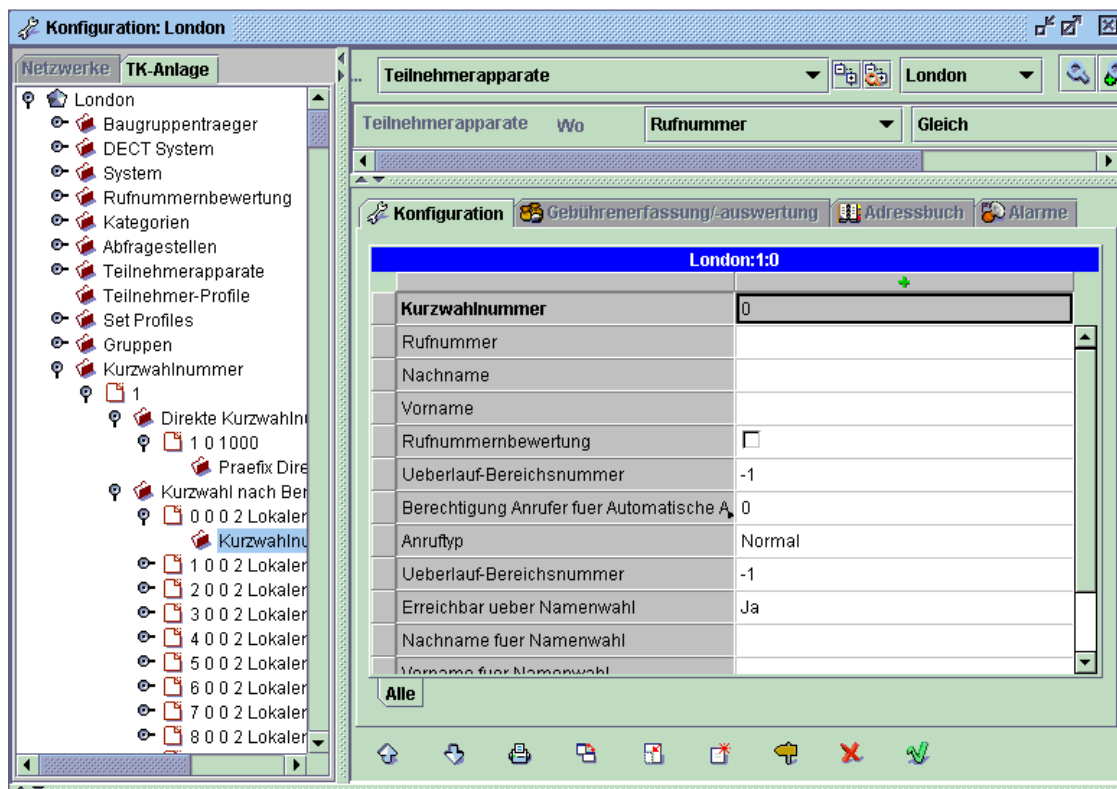 Konfiguration: London
Netzwerke TK-Anlage
London
Baugruppentraeger
DECT System
System
Rufnummernbewertung
Kategorien
Abfragestellen
Teilnehmerapparate
Teilnehmer-Profile
Set Profiles
Gruppen
Kurzwahlnummer
1
Direkte Kurzwahln
1 0 1000
Praefix Dire
Kurzwahl nach Ber
0 0 0 2 Lokaler
Kurzwahlnu
1 0 0 2 Lokaler
2 0 0 2 Lokaler
3 0 0 2 Lokaler
4 0 0 2 Lokaler
5 0 0 2 Lokaler
6 0 0 2 Lokaler
7 0 0 2 Lokaler
8 0 0 2 Lokaler
... Teilnehmerapparate London
Teilnehmerapparate Wo Rufnummer Gleich
Konfiguration Gebührenerfassung/-auswertung Adressbuch Alarme
London:1:0
Kurzwahlnummer 0
Rufnummer
Nachname
Vorname
Rufnummernbewertung
Ueberlauf-Bereichsnummer -1
Berechtigung Anrufer fuer Automatische A 0
Anruftyp Normal
Ueberlauf-Bereichsnummer -1
Erreichbar ueber Namenwahl Ja
Nachname fuer Namenwahl
Vorname fuer Namenwahl
Alle